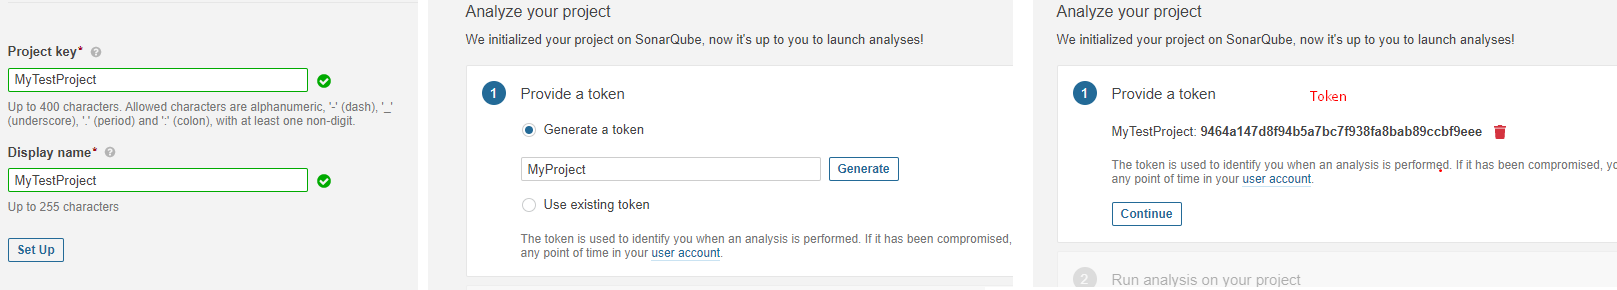 Project key*
MyTestProject
Up to 400 characters. Allowed characters are alphanumeric, '-' (dash), '_'
(underscore), '.' (period) and ':' (colon), with at least one non-digit.
Display name*
MyTestProject
Up to 255 characters
Set Up
Analyze your project
We initialized your project on SonarQube, now it's up to you to launch analyses!
1
Provide a token
Generate a token
MyProject
Generate
Use existing token
The token is used to identify you when an analysis is performed. If it has been compromised,
any point of time in your user account.
Analyze your project
We initialized your project on SonarQube, now it's up to you to launch analyses!
1
Provide a token
Token
MyTestProject: 9464a147d8f94b5a7bc7f938fa8bab89ccbf9eee
The token is used to identify you when an analysis is performed. If it has been compromised, yo
any point of time in your user account.
Continue
2
Run analysis on your project